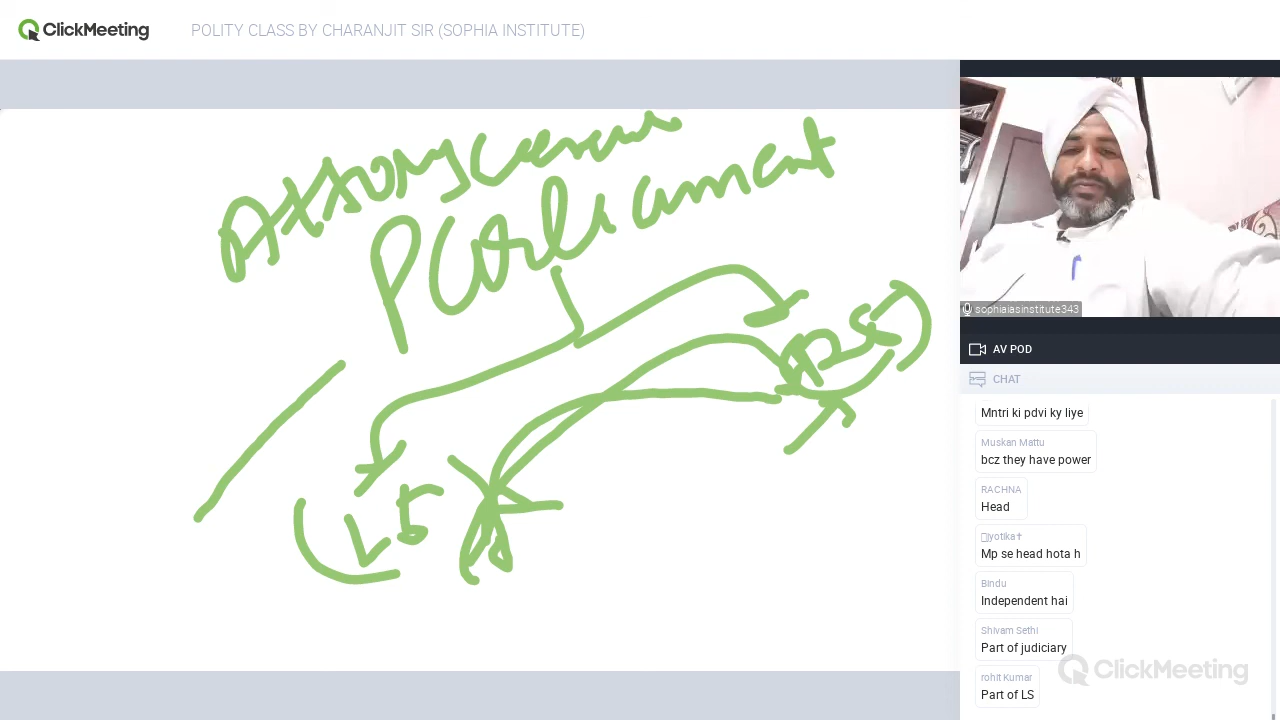 ClickMeeting
POLITY CLASS BY CHARANJIT SIR (SOPHIA INSTITUTE)
Parliament
(RS)
(LS
sophiaiasinstitute343
AV POD
CHAT
Mntri ki pdvi ky liye
Muskan Mattu
bcz they have power
RACHNA
Head
yotika✝
Mp se head hota h
Bindu
Independent hai
Shivam Sethi
Part of judiciary
rohit Kumar
Part of LS
ClickMeeting